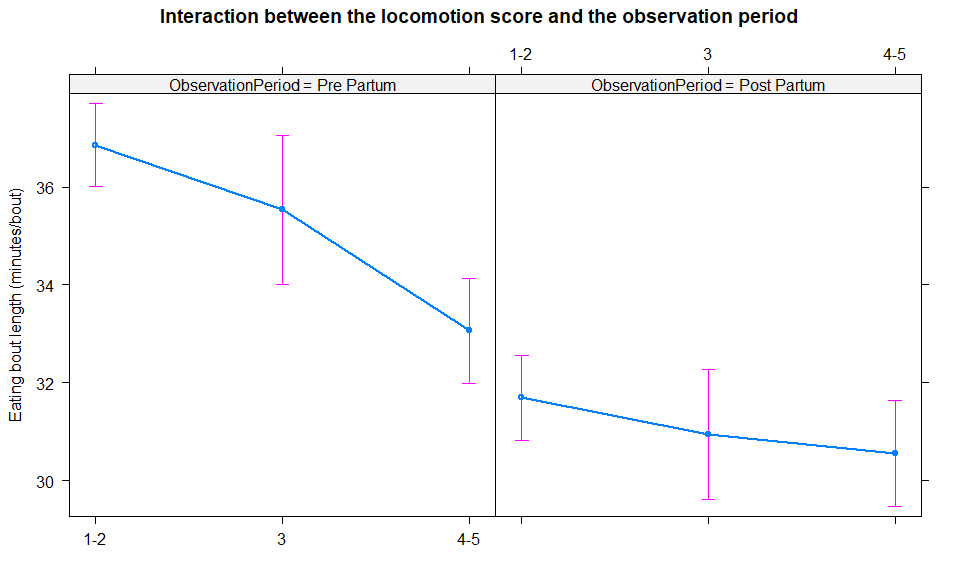 Interaction between the locomotion score and the observation period
1-2 3 4-5
ObservationPeriod = Pre Partum ObservationPeriod = Post Partum
Eating bout length (minutes/bout)
36
34
32
30
1-2 3 4-5